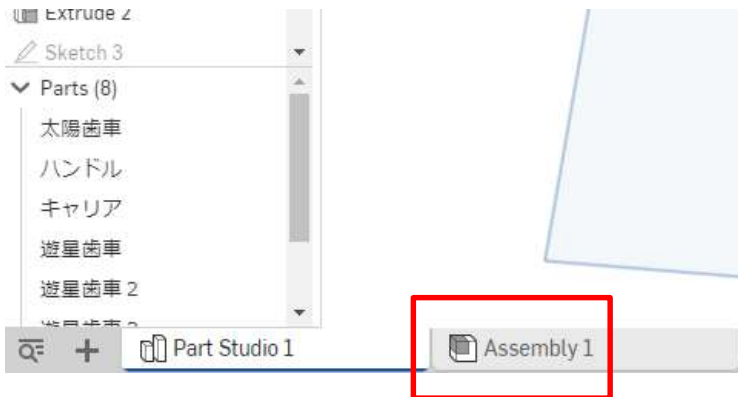 Extrude 2
Sketch 3
Parts (8)
太陽歯車
ハンドル
キャリア
遊星歯車
遊星歯車 2
Part Studio 1
Assembly 1